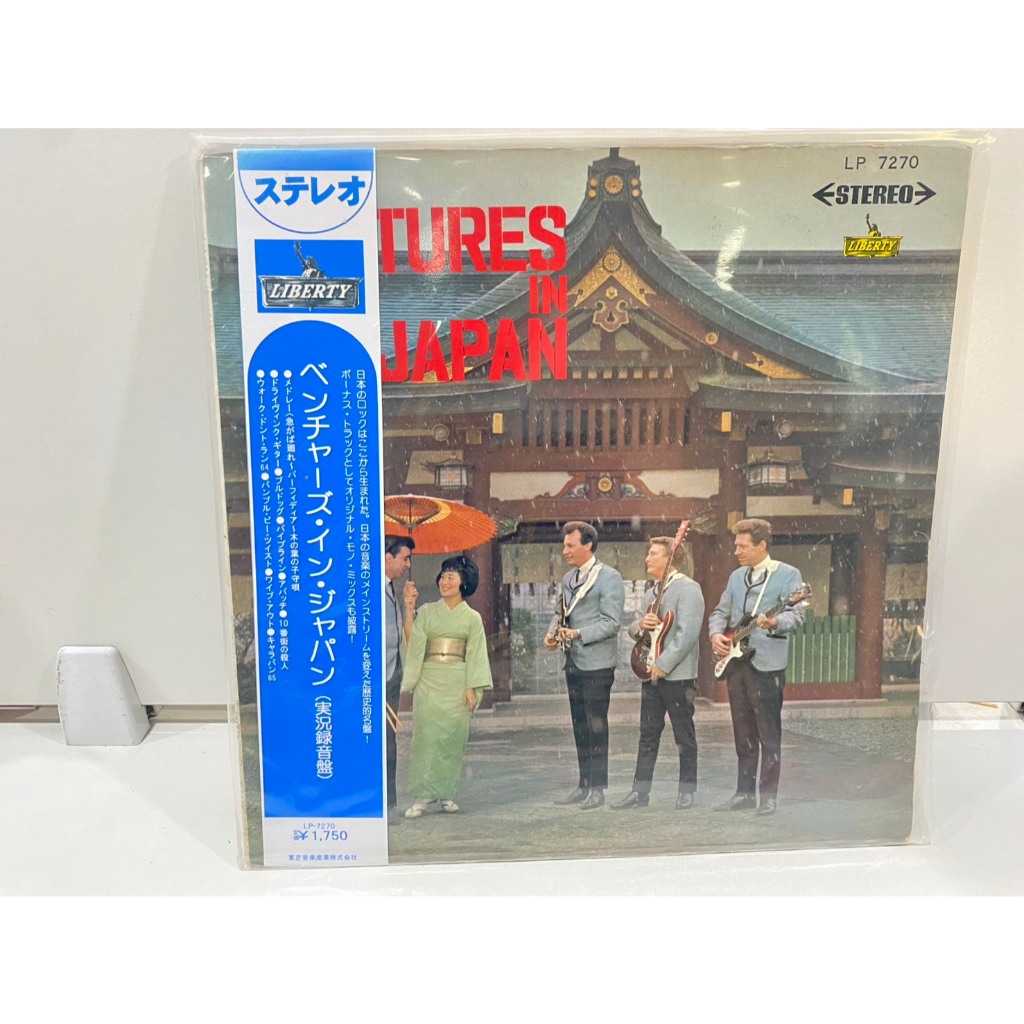 ステレオ
LIBERTY
日本のロックはここから生まれた。日本の音楽のメインストリームを変えた歴史的名盤！
ボーナス・トラックとしてオリジナル・モノ・ミックスも披露！
ベンチャーズ・イン・ジャパン(実況録音盤)
●メドレー(急がば廻れ～パーフィディア～木の葉の子守唄
●ドライヴィング・ギター●ブルドッグ●パイプライン●アパッチ●10番街の殺人
●ウォーク・ドント・ラン64●バンブル・ビー・ツイスト●ワイプ・アウト●キャラバン65
LP-7270
¥1,750
東芝音楽産業株式会社
TURES
IN
JAPAN
LP 7270
STEREO
LIBERTY